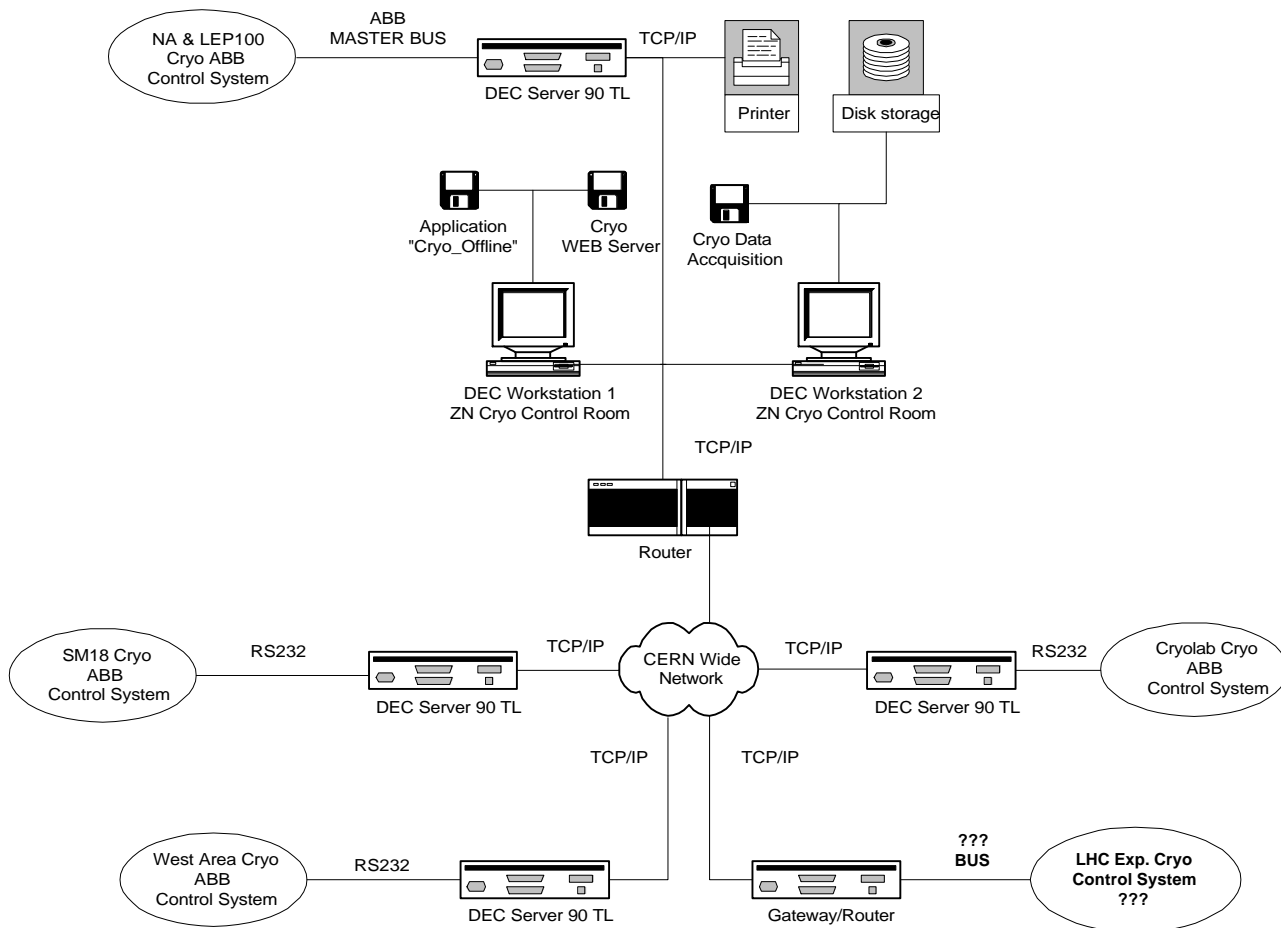 ABB
MASTER BUS
TCP/IP
NA & LEP100
Cryo ABB
Control System
DEC Server 90 TL
Printer
Disk storage
Application
"Cryo_Offline"
Cryo
WEB Server
Cryo Data
Accquisition
DEC Workstation 1
ZN Cryo Control Room
DEC Workstation 2
ZN Cryo Control Room
TCP/IP
Router
SM18 Cryo
ABB
Control System
RS232
DEC Server 90 TL
TCP/IP
CERN Wide
Network
TCP/IP
DEC Server 90 TL
RS232
Cryolab Cryo
ABB
Control System
TCP/IP
TCP/IP
West Area Cryo
ABB
Control System
RS232
DEC Server 90 TL
Gateway/Router
???
BUS
LHC Exp. Cryo
Control System
???